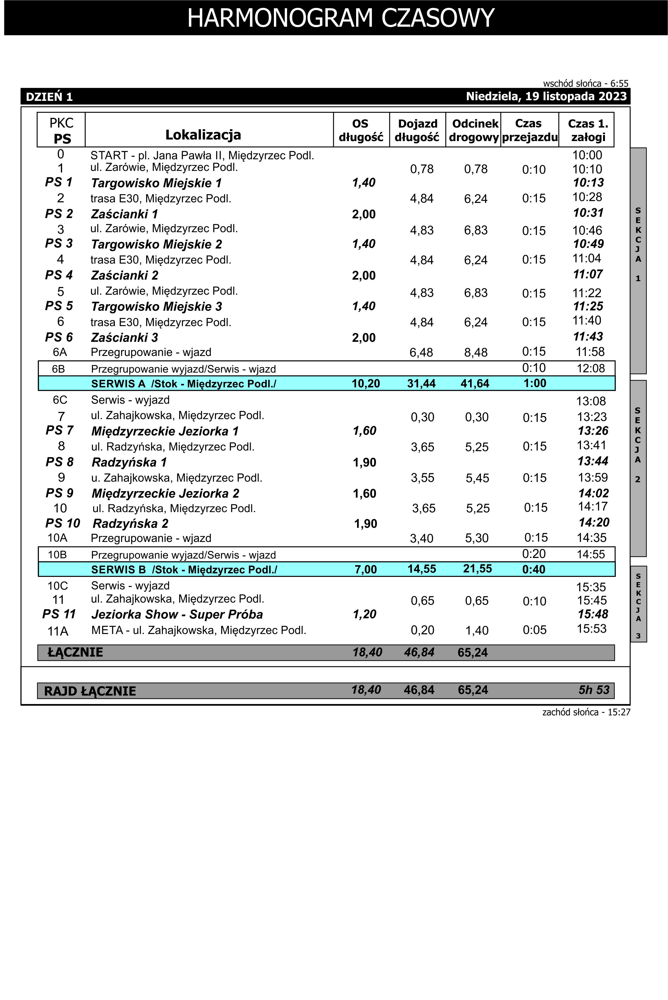 HARMONOGRAM CZASOWY
wschód słońca - 6:55
DZIEŃ 1 Niedziela, 19 listopada 2023
PKC PS Lokalizacja OS długość Dojazd długość Odcinek drogowy Czas przejazdu Czas 1. załogi
0 START - pl. Jana Pawła II, Międzyrzec Podl. 10:00
1 ul. Zarówie, Międzyrzec Podl. 0,78 0,78 0:10 10:10
PS 1 Targowisko Miejskie 1 1,40 10:13
2 trasa E30, Międzyrzec Podl. 4,84 6,24 0:15 10:28
PS 2 Zaścianki 1 2,00 10:31
3 ul. Zarówie, Międzyrzec Podl. 4,83 6,83 0:15 10:46
PS 3 Targowisko Miejskie 2 1,40 10:49
4 trasa E30, Międzyrzec Podl. 4,84 6,24 0:15 11:04
PS 4 Zaścianki 2 2,00 11:07
5 ul. Zarówie, Międzyrzec Podl. 4,83 6,83 0:15 11:22
PS 5 Targowisko Miejskie 3 1,40 11:25
6 trasa E30, Międzyrzec Podl. 4,84 6,24 0:15 11:40
PS 6 Zaścianki 3 2,00 11:43
6A Przegrupowanie - wjazd 6,48 8,48 0:15 11:58
6B Przegrupowanie wyjazd/Serwis - wjazd 0:10 12:08
SEKCJA 1
SERWIS A /Stok - Międzyrzec Podl./ 10,20 31,44 41,64 1:00
6C Serwis - wyjazd 13:08
7 ul. Zahajkowska, Międzyrzec Podl. 0,30 0,30 0:15 13:23
PS 7 Międzyrzeckie Jeziorka 1 1,60 13:26
8 ul. Radzyńska, Międzyrzec Podl. 3,65 5,25 0:15 13:41
PS 8 Radzyńska 1 1,90 13:44
9 u. Zahajkowska, Międzyrzec Podl. 3,55 5,45 0:15 13:59
PS 9 Międzyrzeckie Jeziorka 2 1,60 14:02
10 ul. Radzyńska, Międzyrzec Podl. 3,65 5,25 0:15 14:17
PS 10 Radzyńska 2 1,90 14:20
10A Przegrupowanie - wjazd 3,40 5,30 0:15 14:35
10B Przegrupowanie wyjazd/Serwis - wjazd 0:20 14:55
SEKCJA 2
SERWIS B /Stok - Międzyrzec Podl./ 7,00 14,55 21,55 0:40
10C Serwis - wyjazd 15:35
11 ul. Zahajkowska, Międzyrzec Podl. 0,65 0,65 0:10 15:45
PS 11 Jeziorka Show - Super Próba 1,20 15:48
11A META - ul. Zahajkowska, Międzyrzec Podl. 0,20 1,40 0:05 15:53
SEKCJA 3
ŁĄCZNIE 18,40 46,84 65,24
RAJD ŁĄCZNIE 18,40 46,84 65,24 5h 53
zachód słońca - 15:27